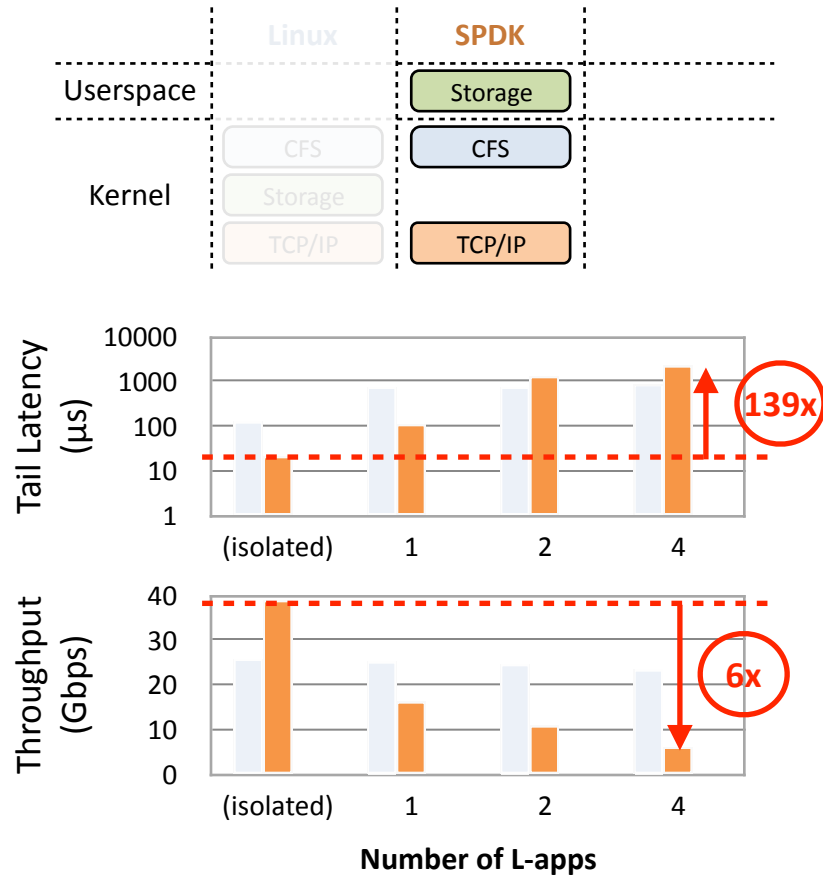 Linux SPDK
Userspace Storage
CFS CFS
Kernel Storage
TCP/IP TCP/IP
Tail Latency
(μs)
10000
1000
100
10
1
139x
(isolated) 1 2 4
Throughput
(Gbps)
40
30
20
10
0
6x
(isolated) 1 2 4
Number of L-apps